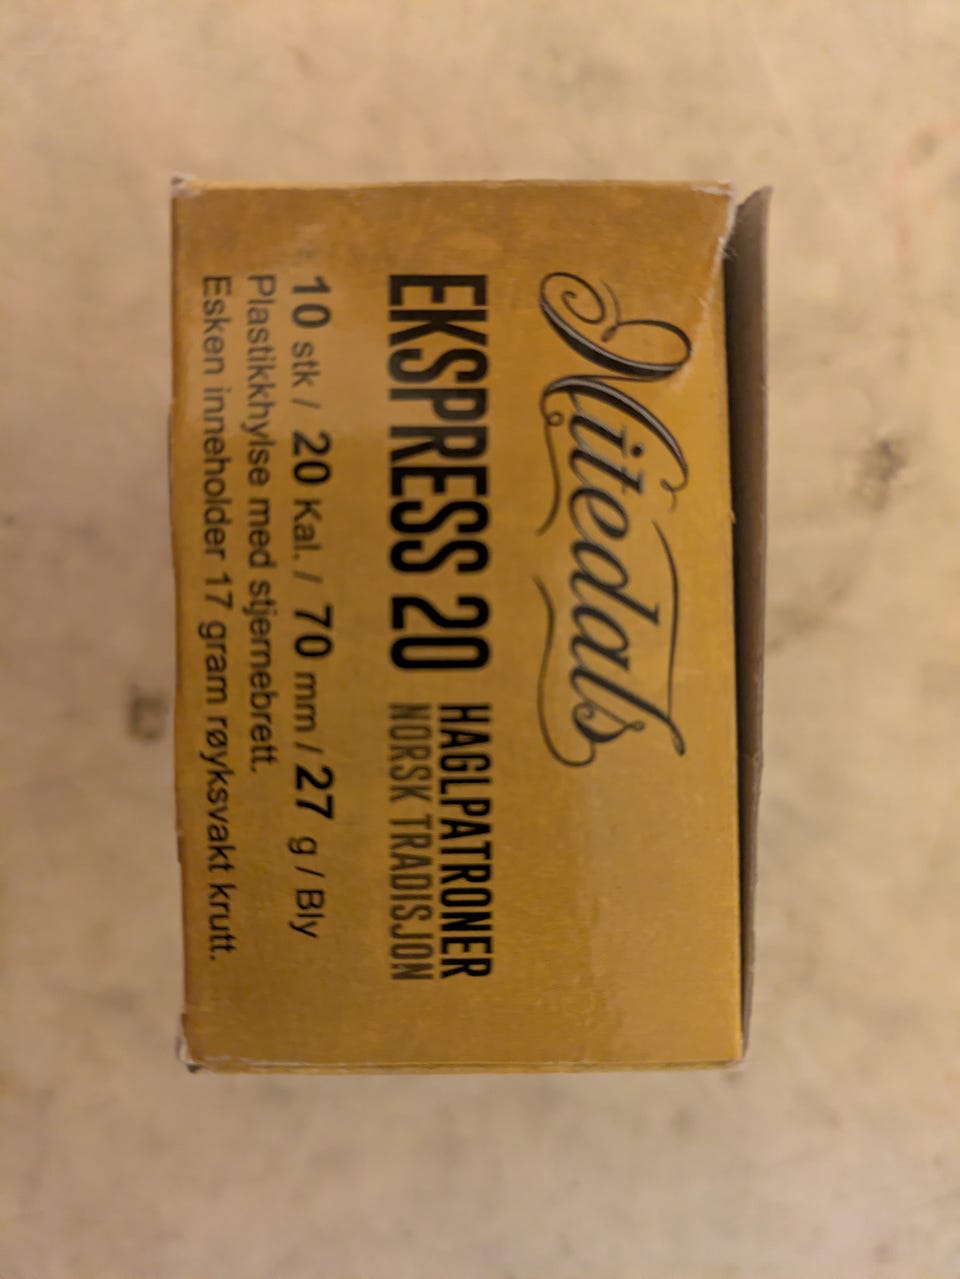 Nitedals
EKSPRESS 20 HAGLPATRONER
NORSK TRADISJON
10 stk / 20 Kal. / 70 mm / 27 g / Bly
Plastikkhylse med stjernebrett.
Esken inneholder 17 gram røyksvakt krutt.